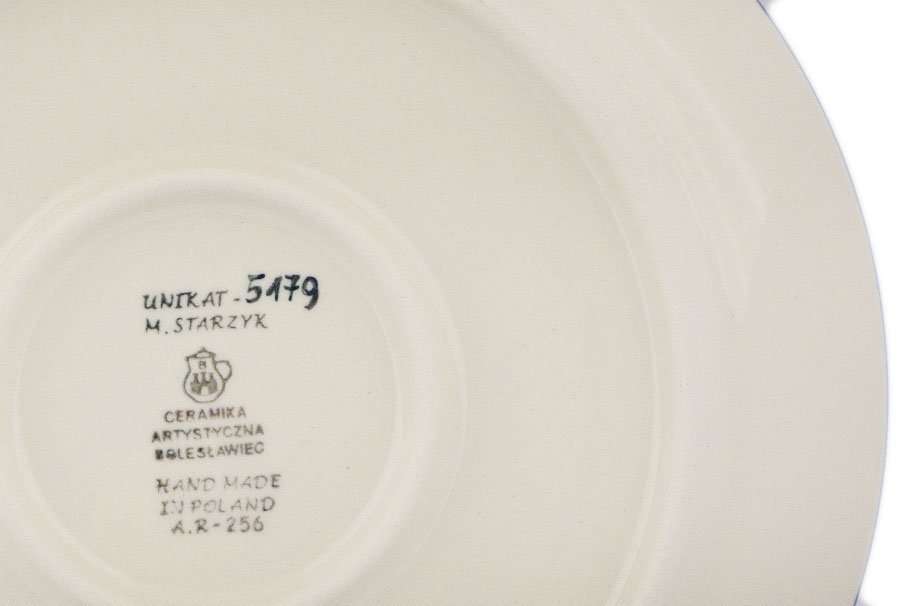 UNIKAT - 5179
M. STARZYK
B
CERAMIKA
ARTYSTYCZNA
BOLESŁAWIEC
HAND MADE
IN POLAND
A.R-256